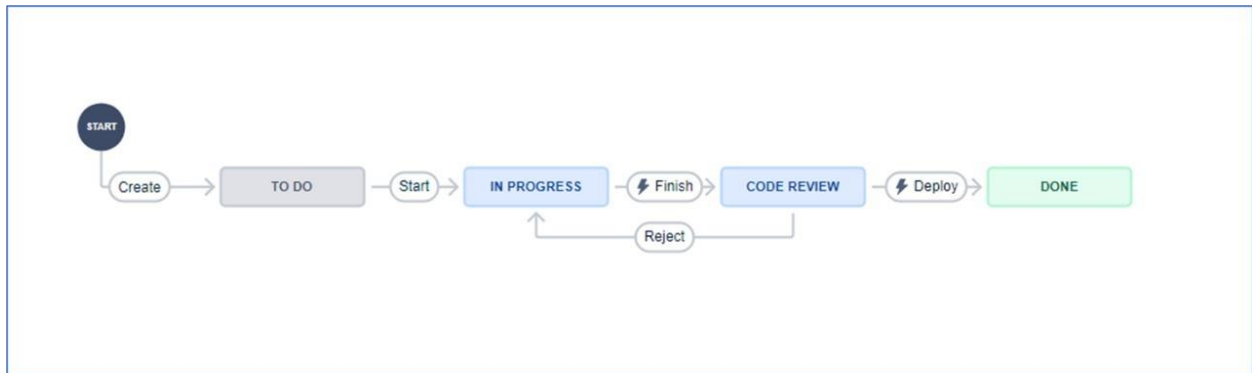 START
Create
TO DO
Start
IN PROGRESS
Finish
CODE REVIEW
Deploy
DONE
Reject